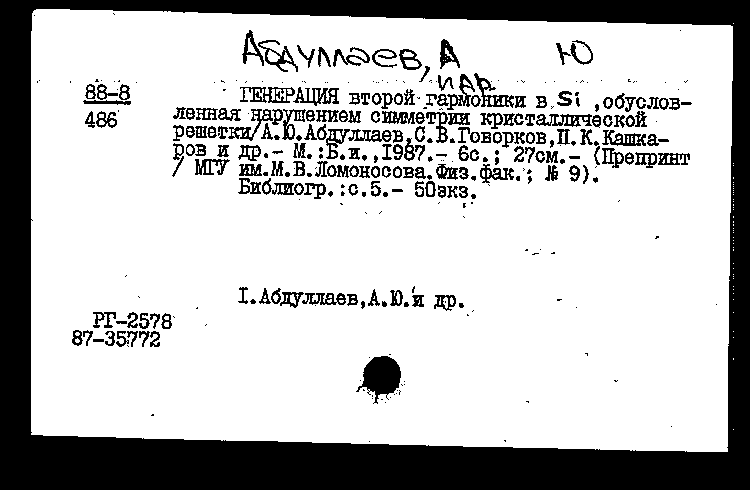 Абдуллаев, А Ю
и др
88-8
486
ГЕНЕРАЦИЯ второй гармоники в Si ,обуслов-
ленная нарушением симметрии кристаллической
решетки/А.Ю.Абдуллаев,С.В.Говорков,П.К.Кашка-
ров и др.- М.:Б.и.,1987.- 6с.; 27см.- (Препринт
/ МГУ им.М.В.Ломоносова.Физ.фак.; № 9).
Библиогр.:с.5.- 50экз.
I.Абдуллаев,А.Ю.и др.
РГ-2578
87-35772